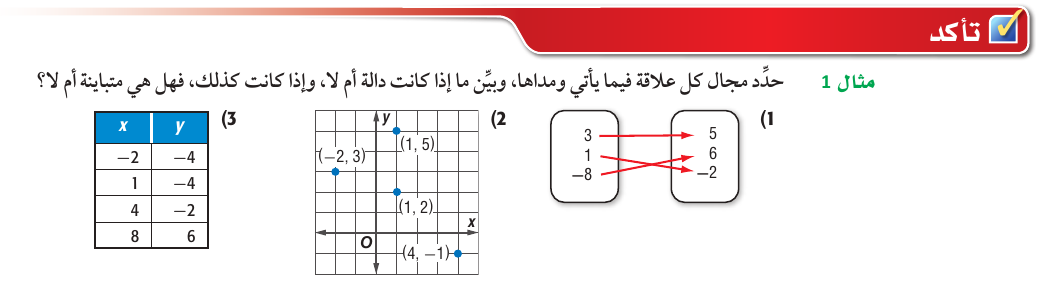 تأكد
مثال 1 حدِّد مجال كل علاقة فيما يأتي ومداها، وبيِّن ما إذا كانت دالة أم لا، وإذا كانت كذلك، فهل هي متباينة أم لا؟
(1
3 5
1 6
−8 −2
(2
y
(1, 5)
(−2, 3)
(1, 2)
x
O
(4, −1)
(3
x y
−2 −4
1 −4
4 −2
8 6